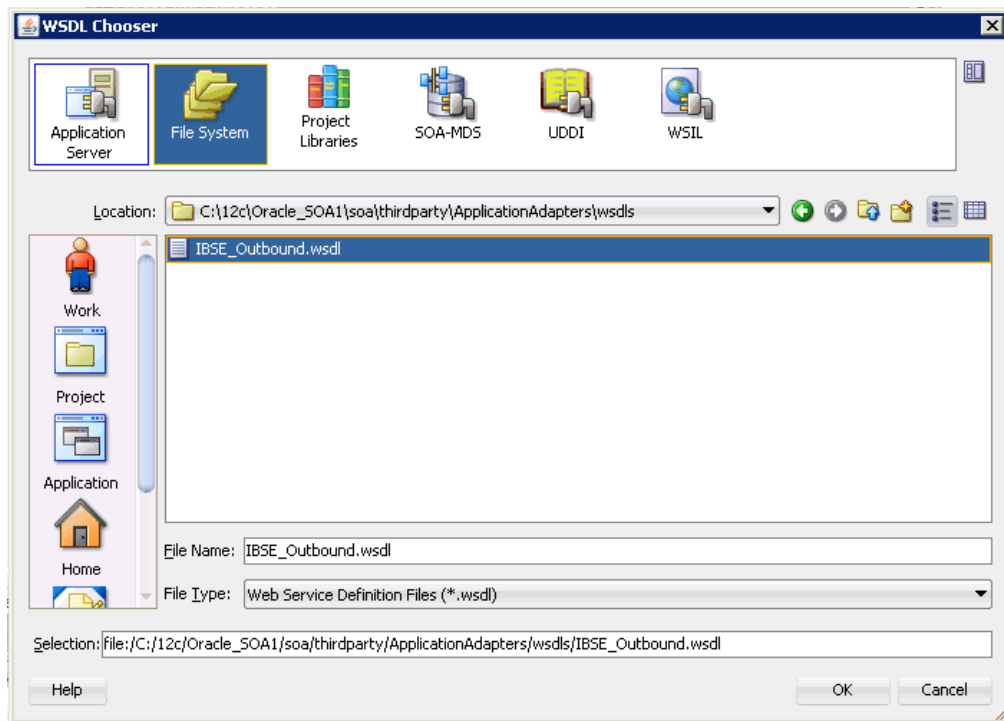 WSDL Chooser
Application
Server
File System
Project
Libraries
SOA-MDS
UDDI
WSIL
Location: C:\12c\Oracle_SOA1\soa\thirdparty\ApplicationAdapters\wsdls
IBSE_Outbound.wsdl
Work
Project
Application
Home
File Name: IBSE_Outbound.wsdl
File Type: Web Service Definition Files (*.wsdl)
Selection: file:/C:/12c/Oracle_SOA1/soa/thirdparty/ApplicationAdapters/wsdls/IBSE_Outbound.wsdl
Help
OK
Cancel